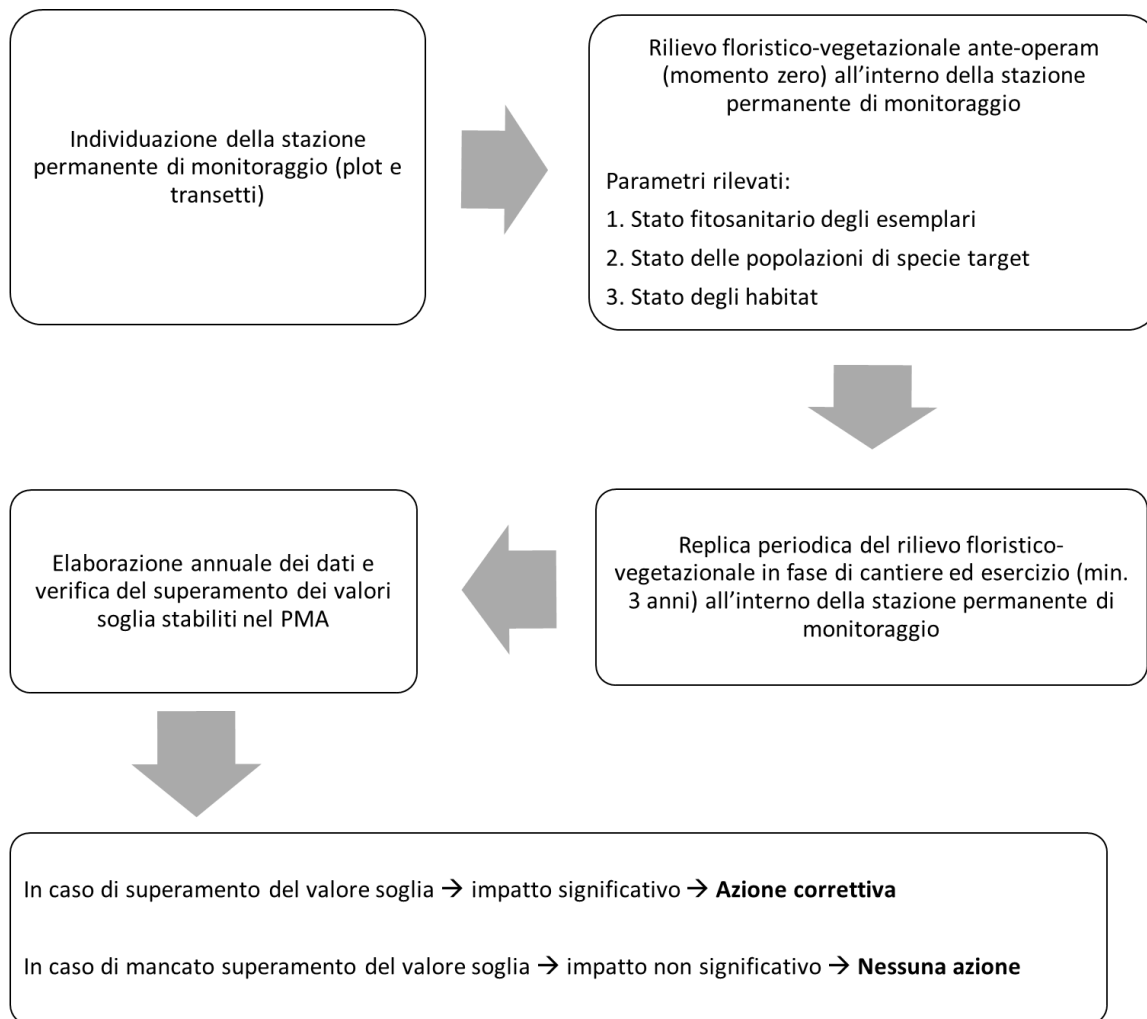 Individuazione della stazione
permanente di monitoraggio (plot e
transetti)
Rilievo floristico-vegetazionale ante-operam
(momento zero) all’interno della stazione
permanente di monitoraggio
Parametri rilevati:
1. Stato fitosanitario degli esemplari
2. Stato delle popolazioni di specie target
3. Stato degli habitat
Replica periodica del rilievo floristico-
vegetazionale in fase di cantiere ed esercizio (min.
3 anni) all’interno della stazione permanente di
monitoraggio
Elaborazione annuale dei dati e
verifica del superamento dei valori
soglia stabiliti nel PMA
In caso di superamento del valore soglia → impatto significativo → Azione correttiva
In caso di mancato superamento del valore soglia → impatto non significativo → Nessuna azione